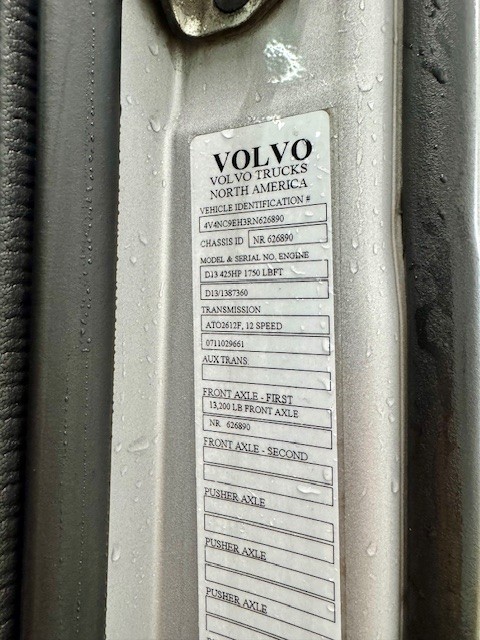 VOLVO
VOLVO TRUCKS
NORTH AMERICA
VEHICLE IDENTIFICATION #
4V4NC9EH3RN626890
CHASSIS ID NR 626890
MODEL & SERIAL NO. ENGINE
D13 425HP 1750 LBFT
D13/1387360
TRANSMISSION
ATO2612F, 12 SPEED
0711029661
AUX TRANS.
FRONT AXLE - FIRST
13,200 LB FRONT AXLE
NR 626890
FRONT AXLE - SECOND
PUSHER AXLE
PUSHER AXLE
PUSHER AXLE